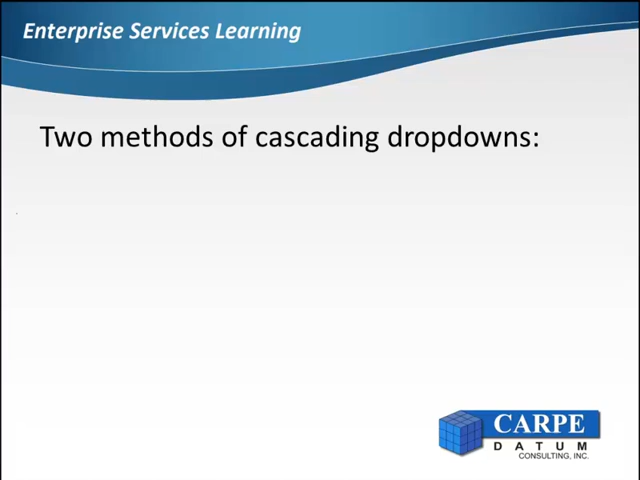 Enterprise Services Learning
Two methods of cascading dropdowns:
CARPE
DATUM
CONSULTING, INC.